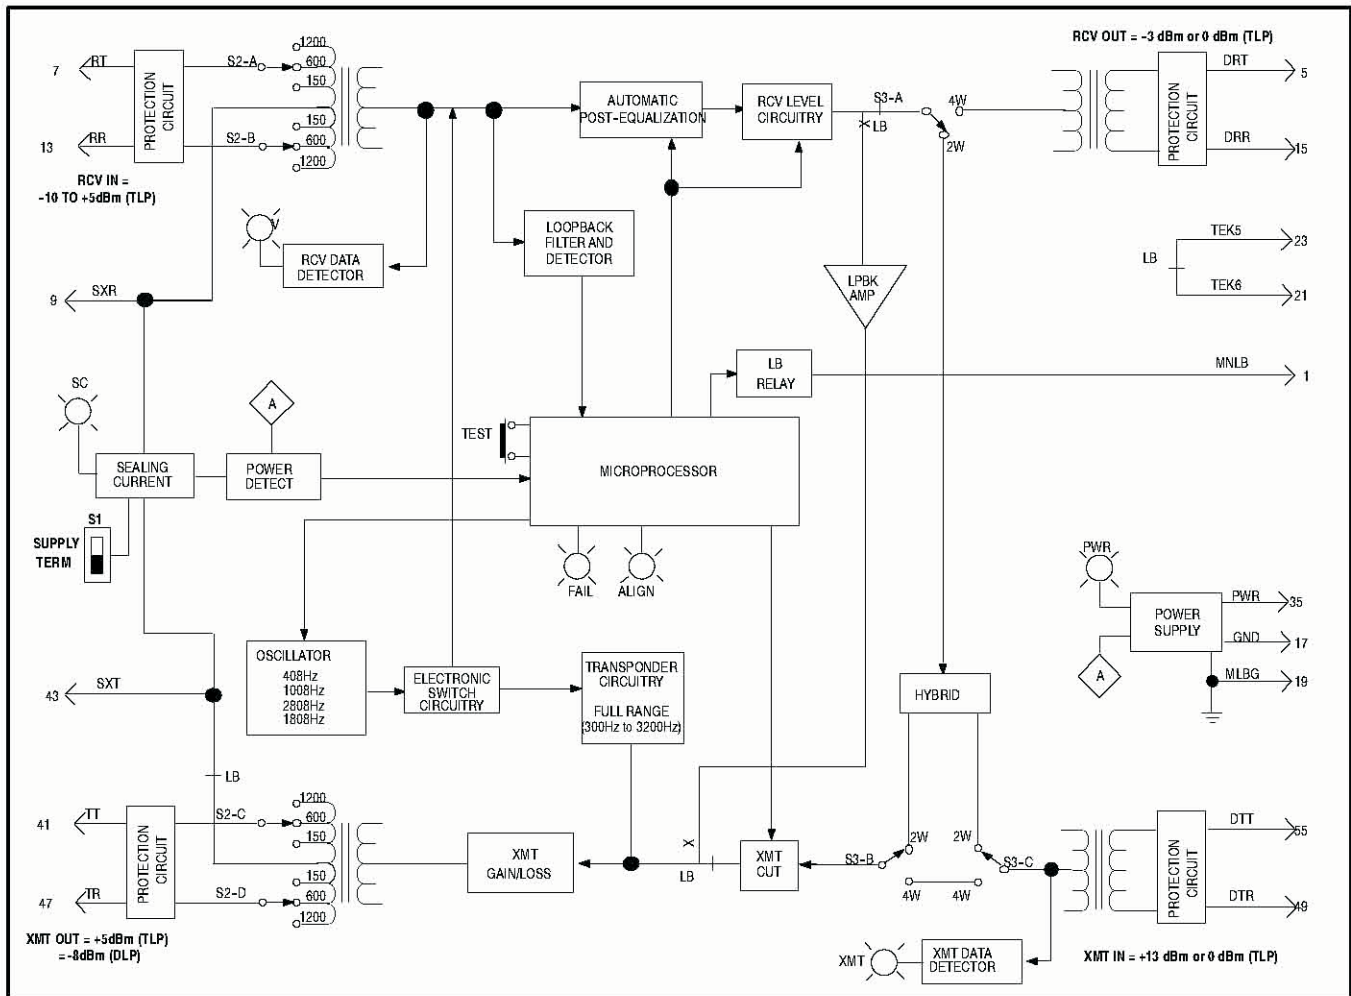 RCV OUT = -3 dBm or 0 dBm (TLP)
7
RT
PROTECTION CIRCUIT
S2-A
1200
600
150
150
600
1200
13
RR
S2-B
RCV IN =
-10 TO +5dBm (TLP)
AUTOMATIC
POST-EQUALIZATION
RCV LEVEL
CIRCUITRY
S3-A
LB
X
4W
2W
PROTECTION CIRCUIT
DRT
5
DRR
15
V
RCV DATA
DETECTOR
LOOPBACK
FILTER AND
DETECTOR
LPBK
AMP
LB
TEK5
23
TEK6
21
9
SXR
LB
RELAY
MNLB
1
SC
A
TEST
MICROPROCESSOR
SEALING
CURRENT
POWER
DETECT
S1
SUPPLY
TERM
FAIL
ALIGN
PWR
POWER
SUPPLY
PWR
35
GND
17
MLBG
19
A
OSCILLATOR
408Hz
1008Hz
2808Hz
1808Hz
ELECTRONIC
SWITCH
CIRCUITRY
TRANSPONDER
CIRCUITRY
FULL RANGE
(300Hz to 3200Hz)
HYBRID
43
SXT
LB
41
TT
PROTECTION CIRCUIT
S2-C
1200
600
150
150
600
1200
47
TR
S2-D
XMT OUT = +5dBm (TLP)
= -8dBm (DLP)
XMT
GAIN/LOSS
X
LB
XMT
CUT
S3-B
2W
2W
4W
4W
S3-C
PROTECTION CIRCUIT
DTT
55
DTR
49
XMT
XMT DATA
DETECTOR
XMT IN = +13 dBm or 0 dBm (TLP)